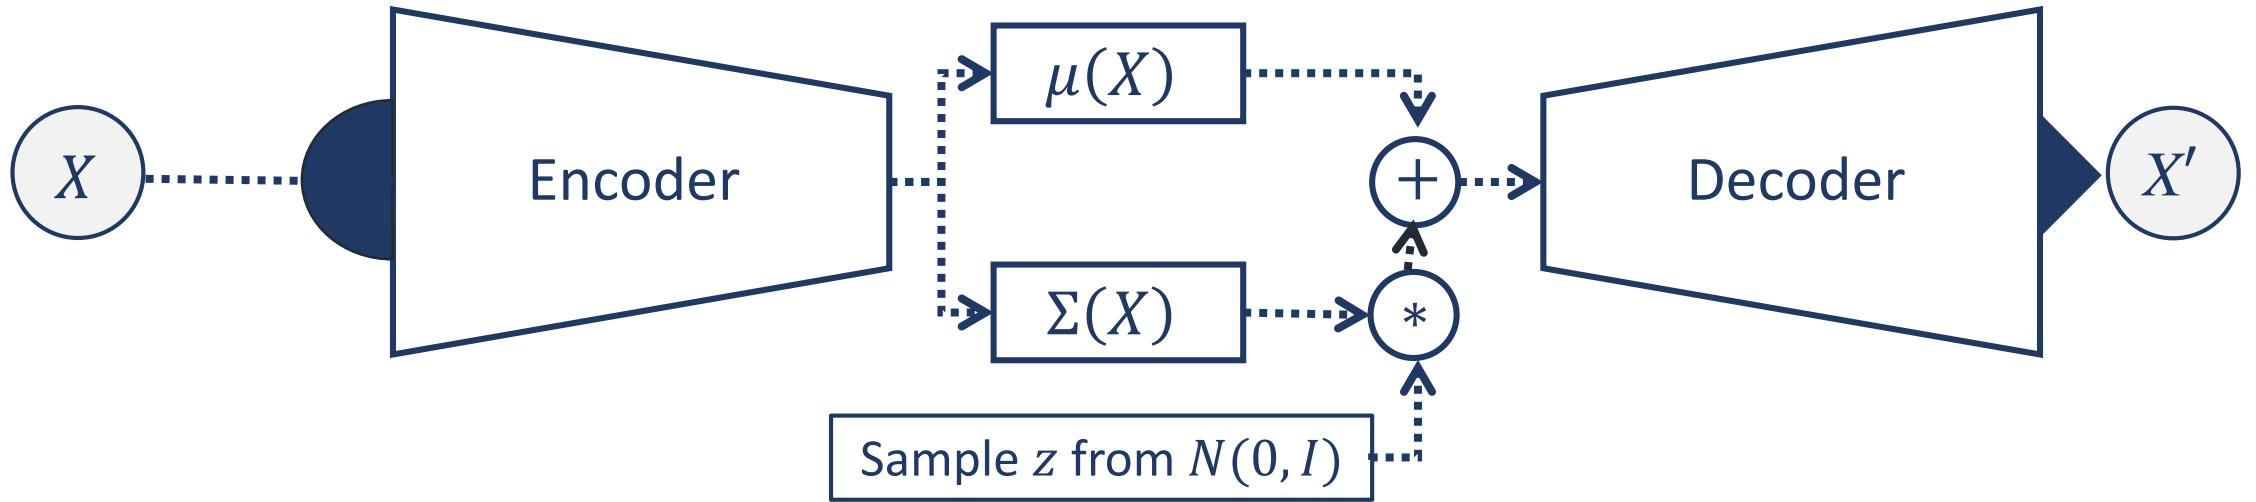 X
Encoder
μ(X)
Σ(X)
+
*
Sample z from N(0, I)
Decoder
X′